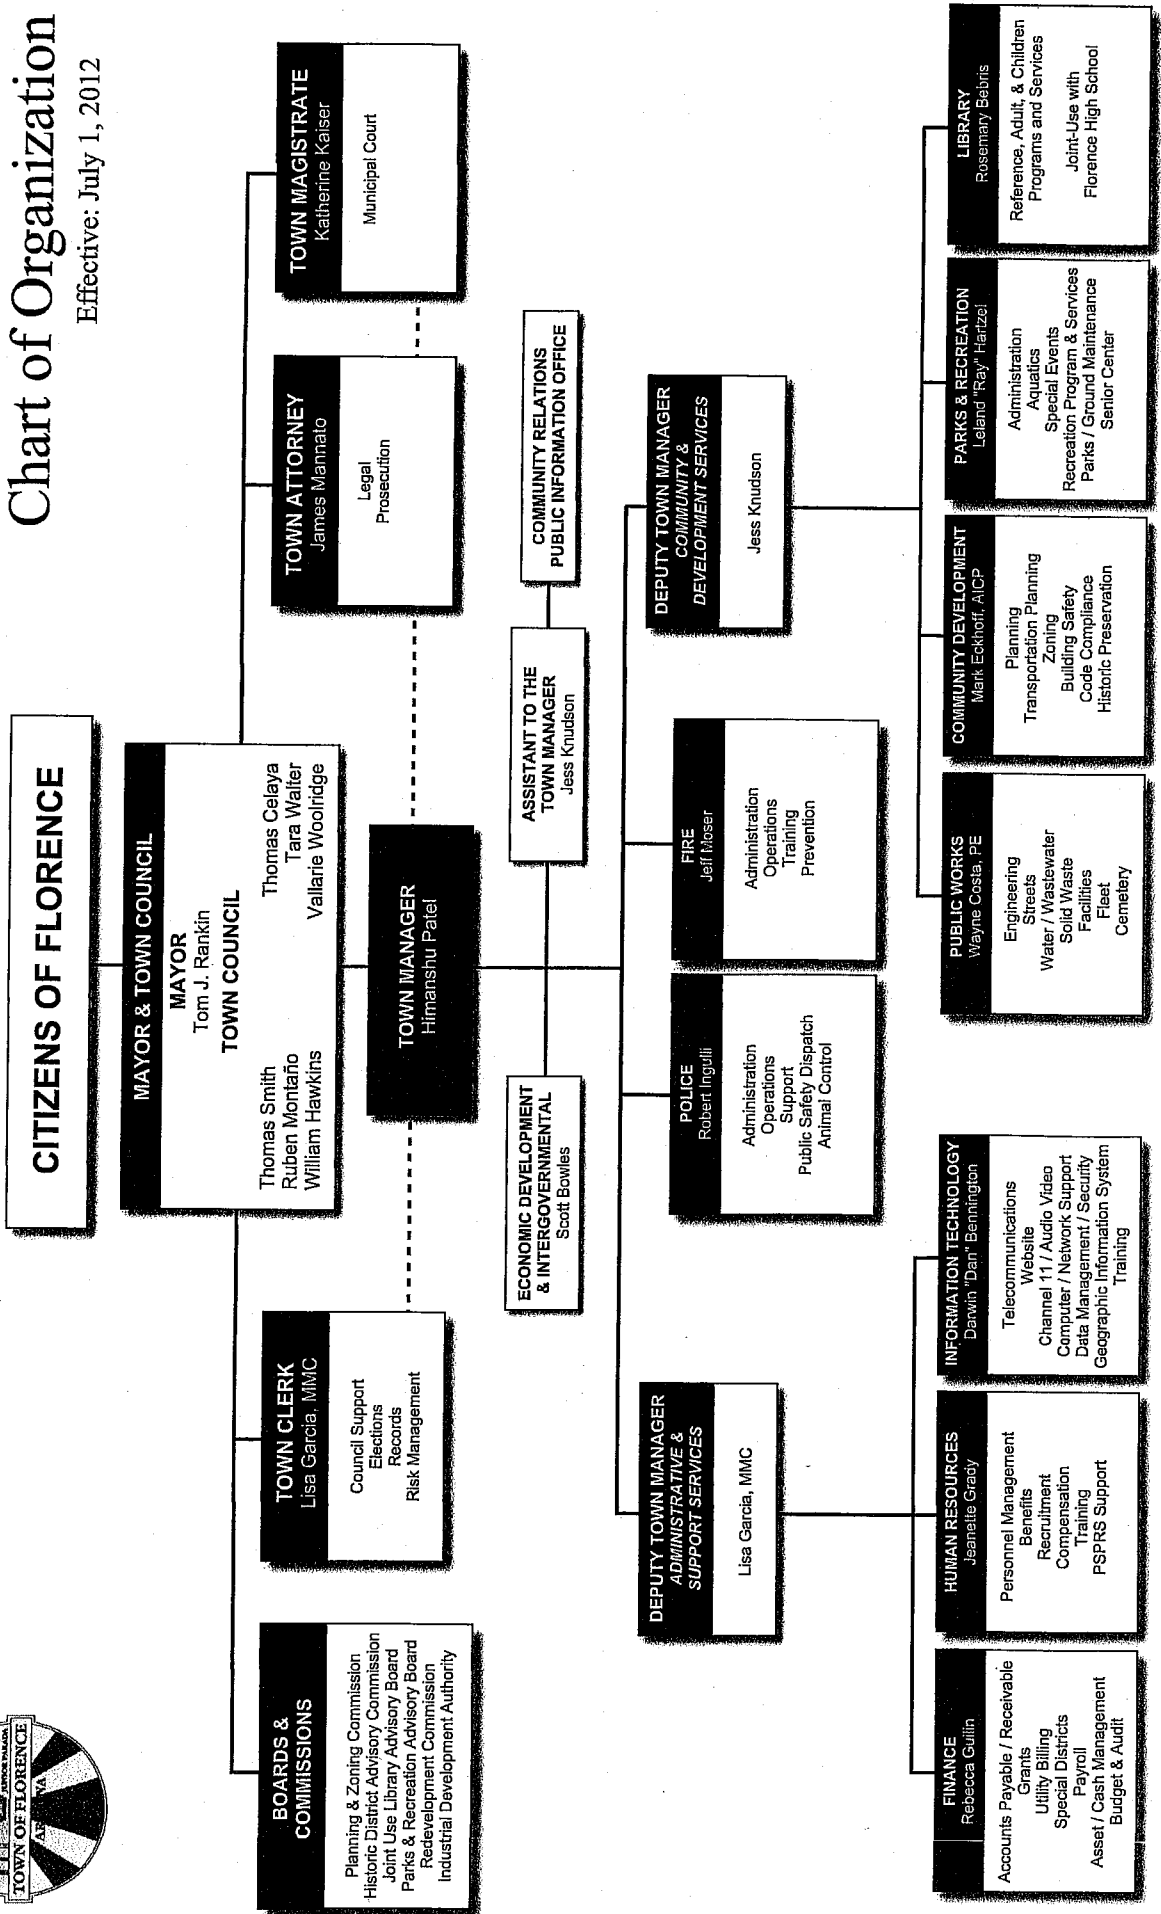 Chart of Organization
Effective: July 1, 2012
JUNIOR PARADA
TOWN OF FLORENCE
CITIZENS OF FLORENCE
MAYOR & TOWN COUNCIL
MAYOR
Tom J. Rankin
TOWN COUNCIL
Thomas Smith
Ruben Montaño
William Hawkins
Thomas Celaya
Tara Walter
Vallarie Woolridge
BOARDS &
COMMISSIONS
Planning & Zoning Commission
Historic District Advisory Commission
Joint Use Library Advisory Board
Parks & Recreation Advisory Board
Redevelopment Commission
Industrial Development Authority
TOWN CLERK
Lisa Garcia, MMC
Council Support
Elections
Records
Risk Management
TOWN ATTORNEY
James Mannato
Legal
Prosecution
TOWN MAGISTRATE
Katherine Kaiser
Municipal Court
TOWN MANAGER
Himanshu Patel
ECONOMIC DEVELOPMENT
& INTERGOVERNMENTAL
Scott Bowles
ASSISTANT TO THE
TOWN MANAGER
Jess Knudson
COMMUNITY RELATIONS
PUBLIC INFORMATION OFFICE
DEPUTY TOWN MANAGER
ADMINISTRATIVE &
SUPPORT SERVICES
Lisa Garcia, MMC
POLICE
Robert Ingulli
Administration
Operations
Support
Public Safety Dispatch
Animal Control
FIRE
Jeff Moser
Administration
Operations
Training
Prevention
DEPUTY TOWN MANAGER
COMMUNITY &
DEVELOPMENT SERVICES
Jess Knudson
FINANCE
Rebecca Guilin
Accounts Payable / Receivable
Grants
Utility Billing
Special Districts
Payroll
Asset / Cash Management
Budget & Audit
HUMAN RESOURCES
Jeanette Grady
Personnel Management
Benefits
Recruitment
Compensation
Training
PSPRS Support
INFORMATION TECHNOLOGY
Darwin "Dan" Bennington
Telecommunications
Website
Channel 11 / Audio Video
Computer / Network Support
Data Management / Security
Geographic Information System
Training
PUBLIC WORKS
Wayne Costa, PE
Engineering
Streets
Water / Wastewater
Solid Waste
Facilities
Fleet
Cemetery
COMMUNITY DEVELOPMENT
Mark Eckhoff, AICP
Planning
Transportation Planning
Zoning
Building Safety
Code Compliance
Historic Preservation
PARKS & RECREATION
Leland "Ray" Hartzel
Administration
Aquatics
Special Events
Recreation Program & Services
Parks / Ground Maintenance
Senior Center
LIBRARY
Rosemary Bebris
Reference, Adult, & Children
Programs and Services
Joint-Use with
Florence High School